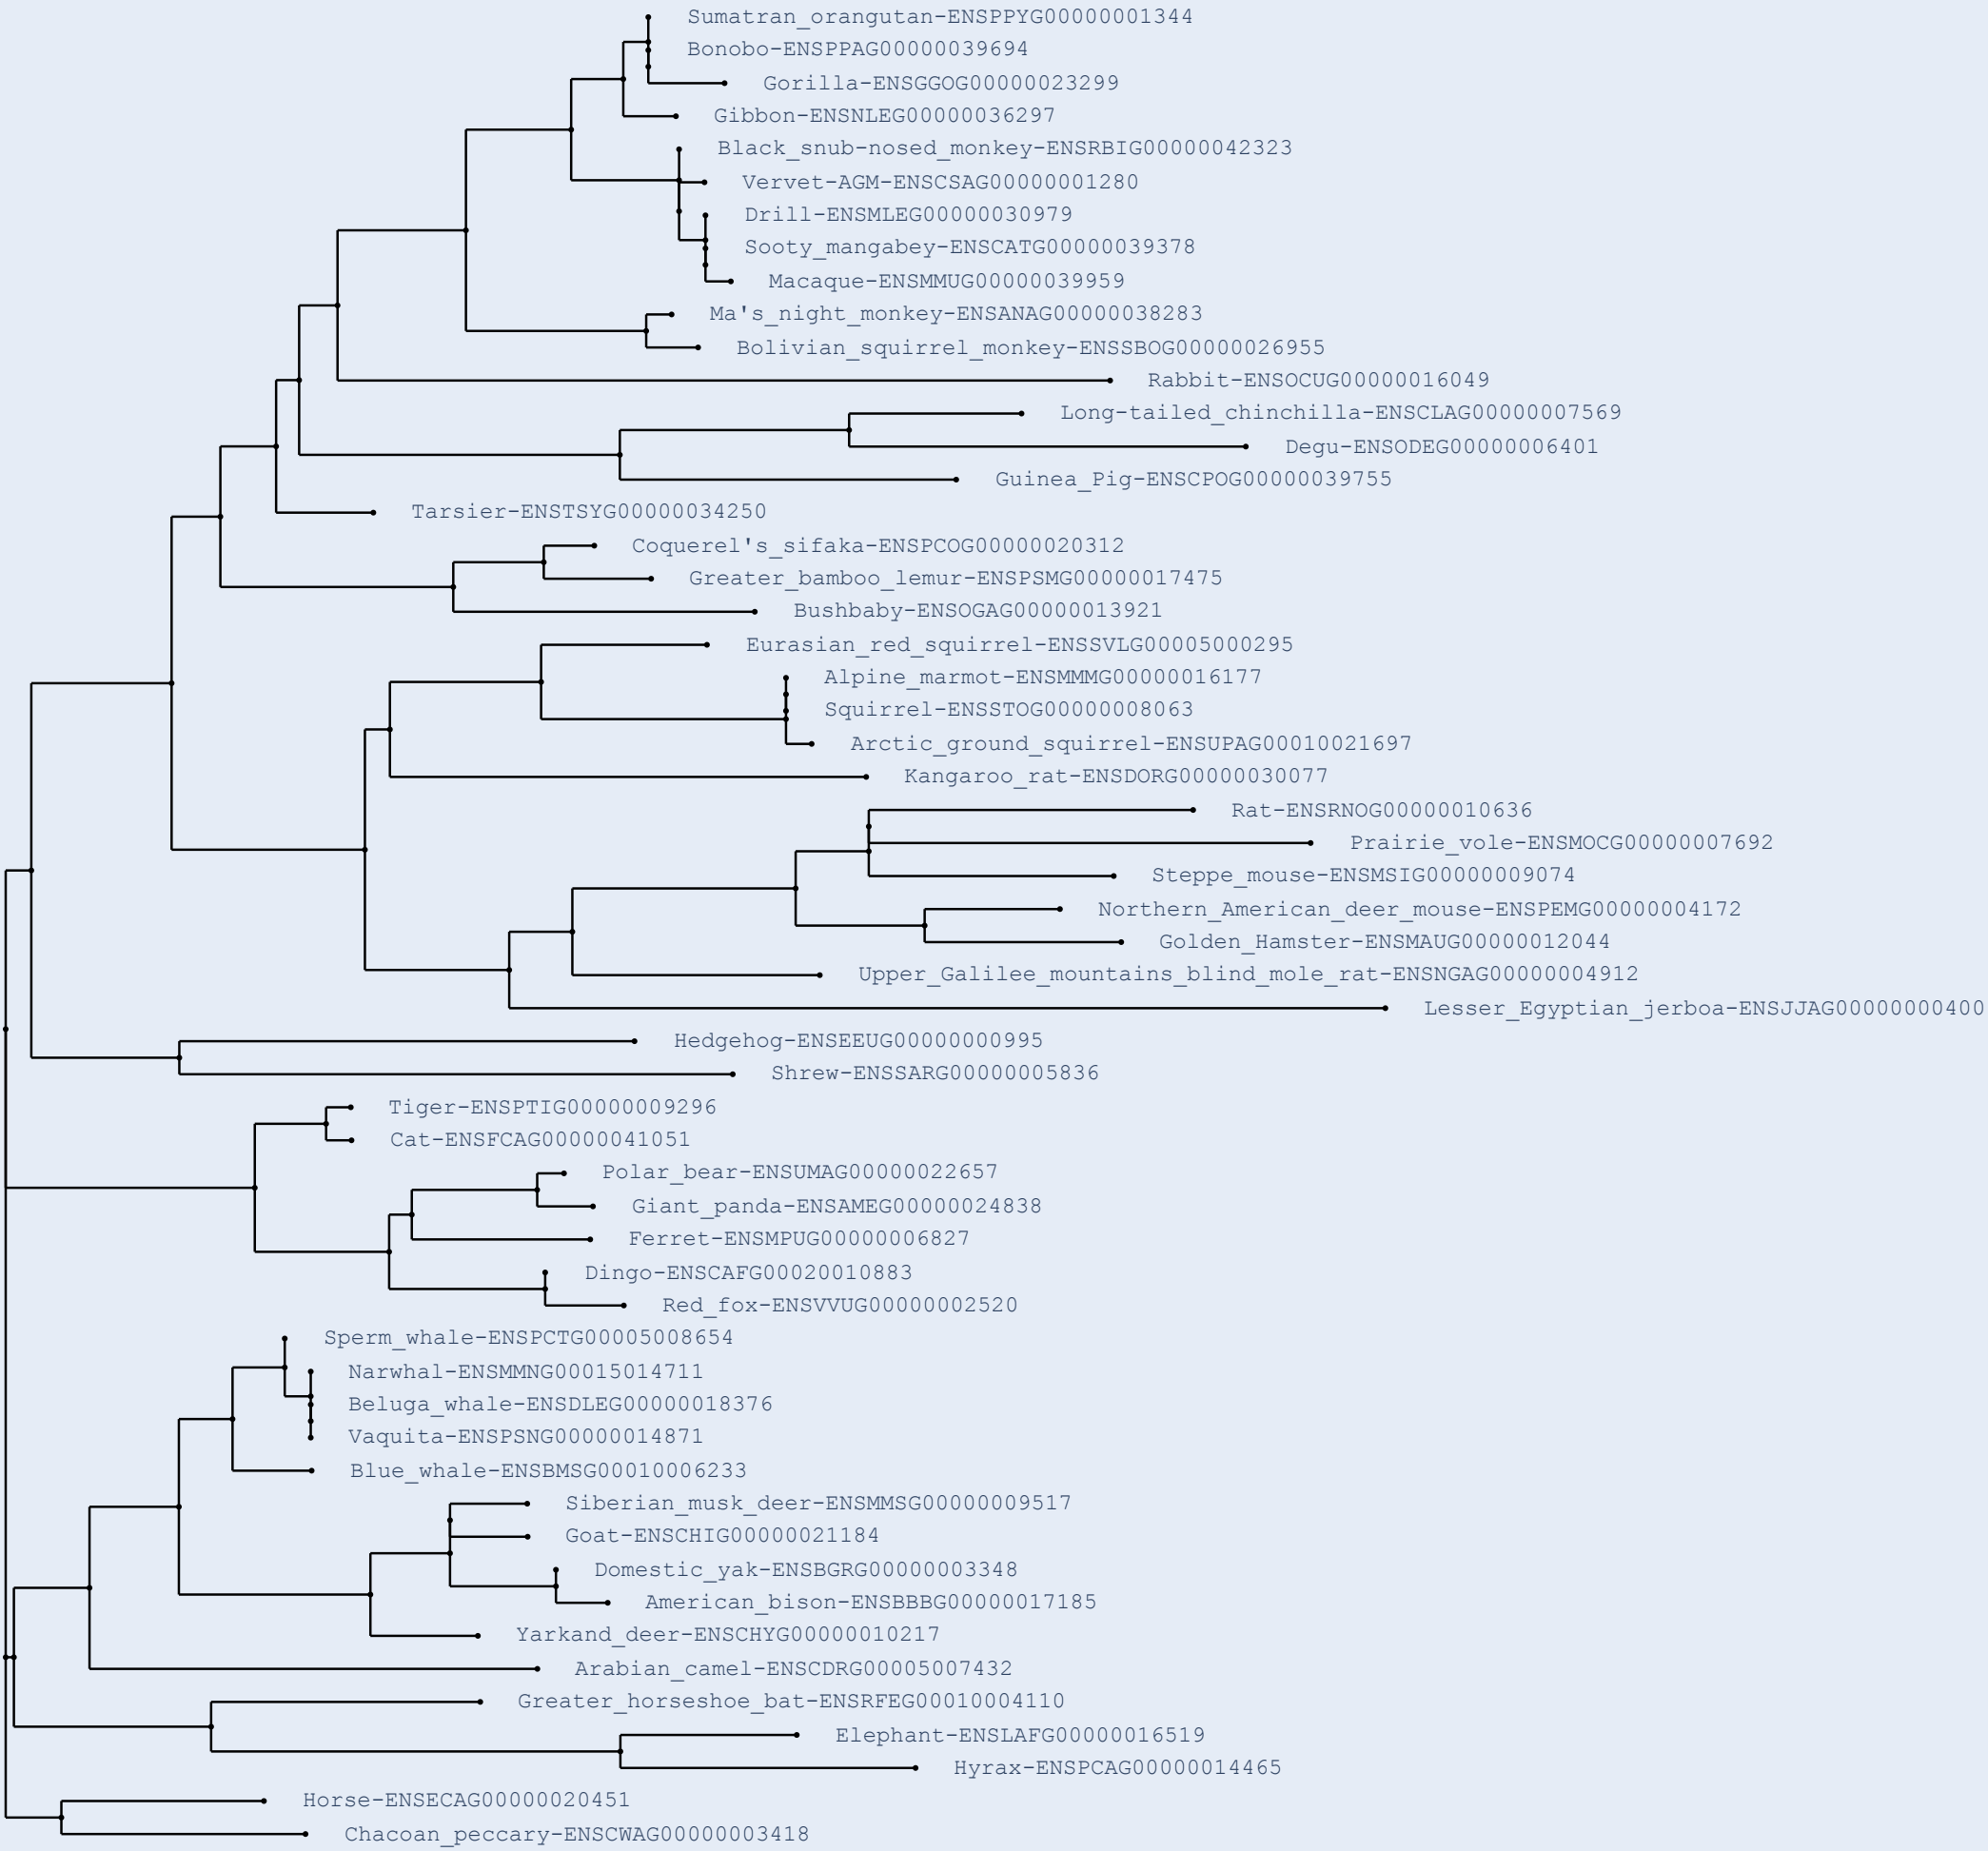 Sumatran_orangutan-ENSPPYG00000001344
Bonobo-ENSPPAG00000039694
Gorilla-ENSGGOG00000023299
Gibbon-ENSNLEG00000036297
Black_snub-nosed_monkey-ENSRBIG00000042323
Vervet-AGM-ENSCSAG00000001280
Drill-ENSMLEG00000030979
Sooty_mangabey-ENSCATG00000039378
Macaque-ENSMMUG00000039959
Ma's_night_monkey-ENSANAG00000038283
Bolivian_squirrel_monkey-ENSSBOG00000026955
Rabbit-ENSOCUG00000016049
Long-tailed_chinchilla-ENSCLAG00000007569
Degu-ENSODEG00000006401
Guinea_Pig-ENSCPOG00000039755
Tarsier-ENSTSYG00000034250
Coquerel's_sifaka-ENSPCOG00000020312
Greater_bamboo_lemur-ENSPSMG00000017475
Bushbaby-ENSOGAG00000013921
Eurasian_red_squirrel-ENSSVLG00005000295
Alpine_marmot-ENSMMMG00000016177
Squirrel-ENSSTOG00000008063
Arctic_ground_squirrel-ENSUPAG00010021697
Kangaroo_rat-ENSDORG00000030077
Rat-ENSRNOG00000010636
Prairie_vole-ENSMOCG00000007692
Steppe_mouse-ENSMSIG00000009074
Northern_American_deer_mouse-ENSPEMG00000004172
Golden_Hamster-ENSMAUG00000012044
Upper_Galilee_mountains_blind_mole_rat-ENSNGAG00000004912
Lesser_Egyptian_jerboa-ENSJJAG00000000400
Hedgehog-ENSEEUG00000000995
Shrew-ENSSARG00000005836
Tiger-ENSPTIG00000009296
Cat-ENSFCAG00000041051
Polar_bear-ENSUMAG00000022657
Giant_panda-ENSAMEG00000024838
Ferret-ENSMPUG00000006827
Dingo-ENSCAFG00020010883
Red_fox-ENSVVUG00000002520
Sperm_whale-ENSPCTG00005008654
Narwhal-ENSMMNG00015014711
Beluga_whale-ENSDLEG00000018376
Vaquita-ENSPSNG00000014871
Blue_whale-ENSBMSG00010006233
Siberian_musk_deer-ENSMMSG00000009517
Goat-ENSCHIG00000021184
Domestic_yak-ENSBGRG00000003348
American_bison-ENSBBBG00000017185
Yarkand_deer-ENSCHYG00000010217
Arabian_camel-ENSCDRG00005007432
Greater_horseshoe_bat-ENSRFEG00010004110
Elephant-ENSLAFG00000016519
Hyrax-ENSPCAG00000014465
Horse-ENSECAG00000020451
Chacoan_peccary-ENSCWAG00000003418